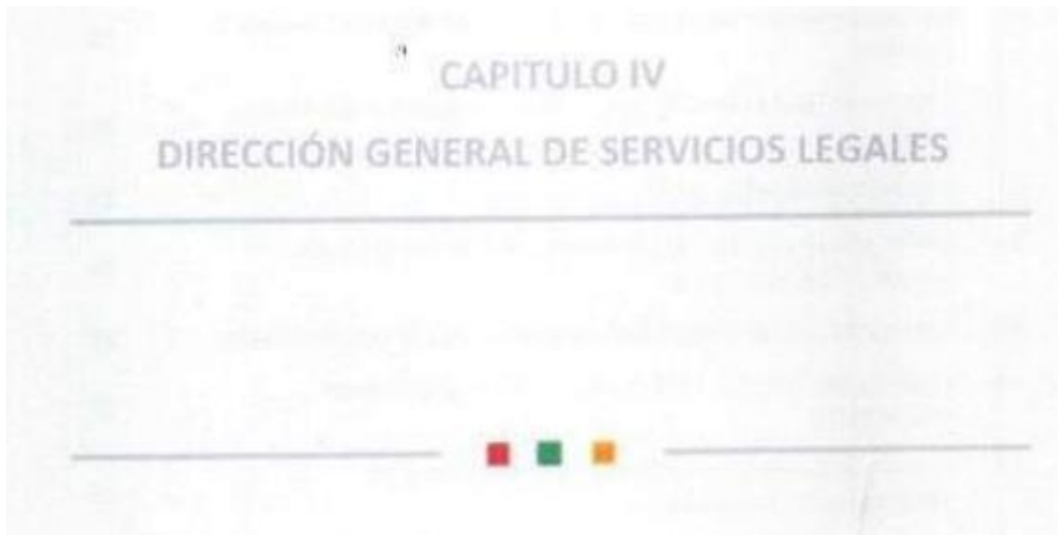 CAPITULO IV
DIRECCIÓN GENERAL DE SERVICIOS LEGALES